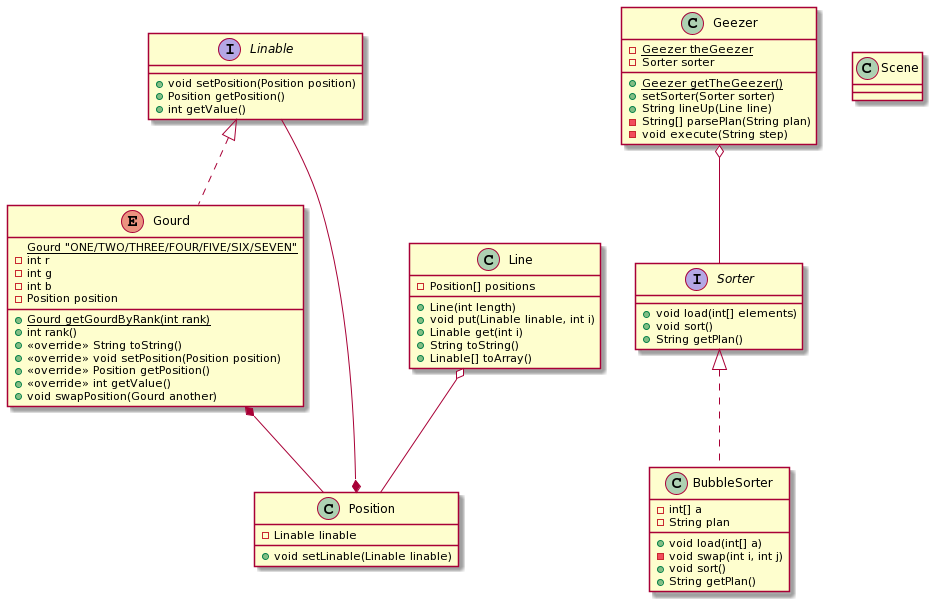 I Linable
void setPosition(Position position)
Position getPosition()
int getValue()
E Gourd
Gourd "ONE/TWO/THREE/FOUR/FIVE/SIX/SEVEN"
int r
int g
int b
Position position
Gourd getGourdByRank(int rank)
int rank()
«override» String toString()
«override» void setPosition(Position position)
«override» Position getPosition()
«override» int getValue()
void swapPosition(Gourd another)
C Line
Position[] positions
Line(int length)
void put(Linable linable, int i)
Linable get(int i)
String toString()
Linable[] toArray()
C Position
Linable linable
void setLinable(Linable linable)
C Geezer
Geezer theGeezer
Sorter sorter
Geezer getTheGeezer()
setSorter(Sorter sorter)
String lineUp(Line line)
String[] parsePlan(String plan)
void execute(String step)
C Scene
I Sorter
void load(int[] elements)
void sort()
String getPlan()
C BubbleSorter
int[] a
String plan
void load(int[] a)
void swap(int i, int j)
void sort()
String getPlan()